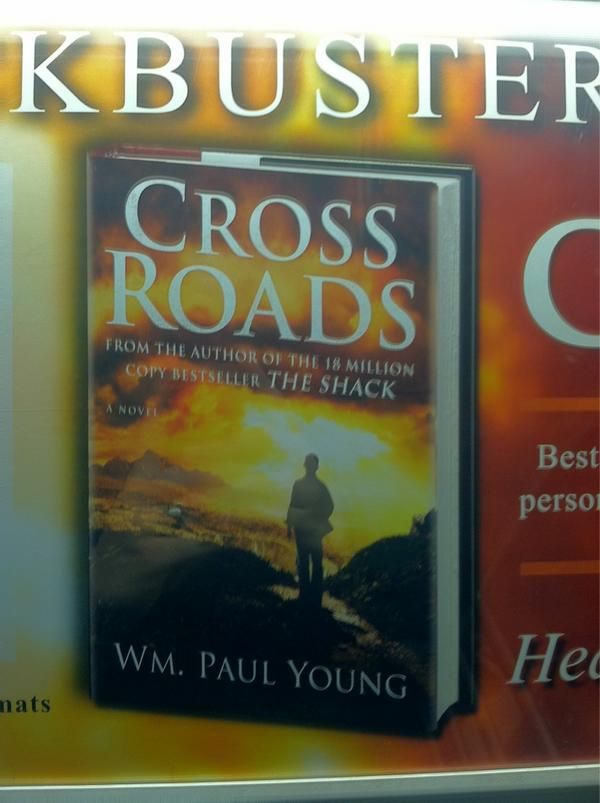 KBUSTER
CROSS
ROADS
FROM THE AUTHOR OF THE 18 MILLION
COPY BESTSELLER THE SHACK
A NOVEL
WM. PAUL YOUNG
C
Best
perso
Hea
mats